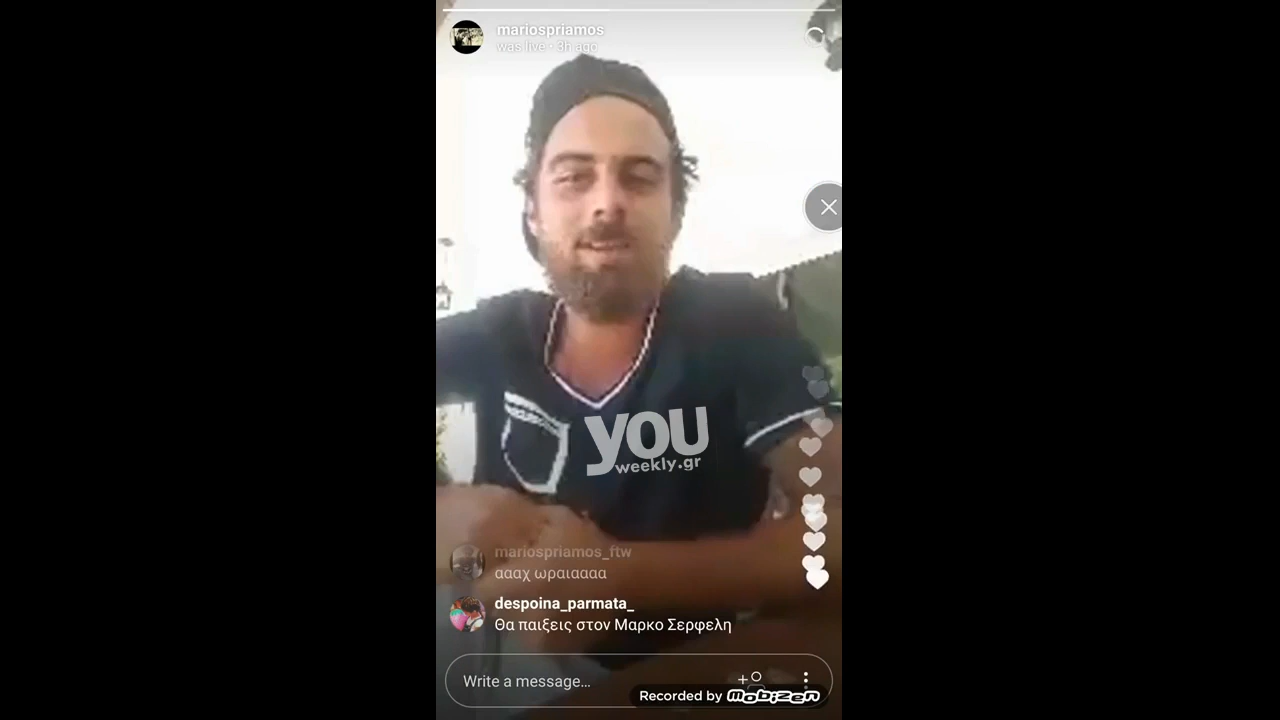 mariospriamos
was live • 3h ago
you
weekly.gr
mariospriamos_ftw
αααχ ωραιαααα
despoina_parmata_
Θα παιξεις στον Μαρκο Σερφελη
Write a message...
Recorded by Mobizen